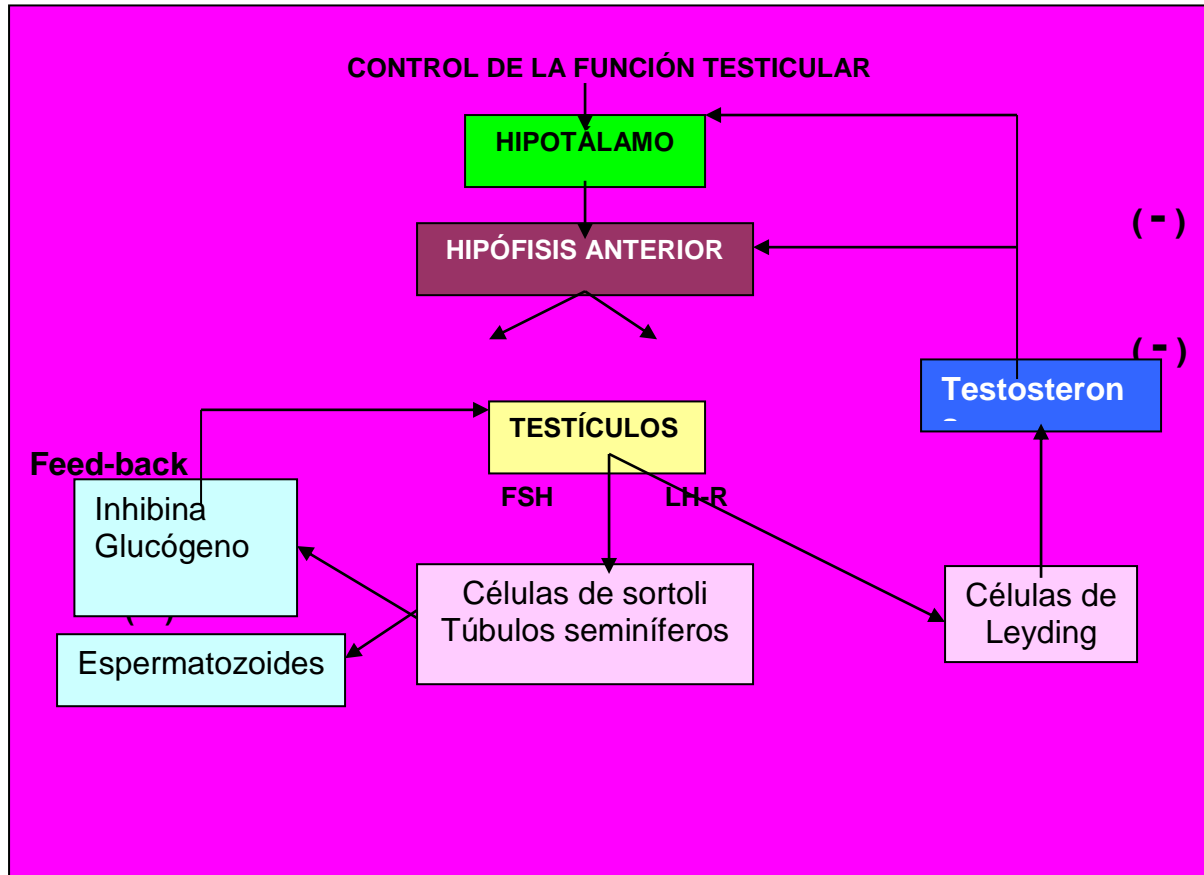 CONTROL DE LA FUNCIÓN TESTICULAR
HIPOTÁLAMO
(-)
HIPÓFISIS ANTERIOR
(-)
Testosteron
TESTÍCULOS
Feed-back
FSH LH-R
Inhibina
Glucógeno
Células de sortoli
Túbulos seminíferos
Células de
Leyding
Espermatozoides